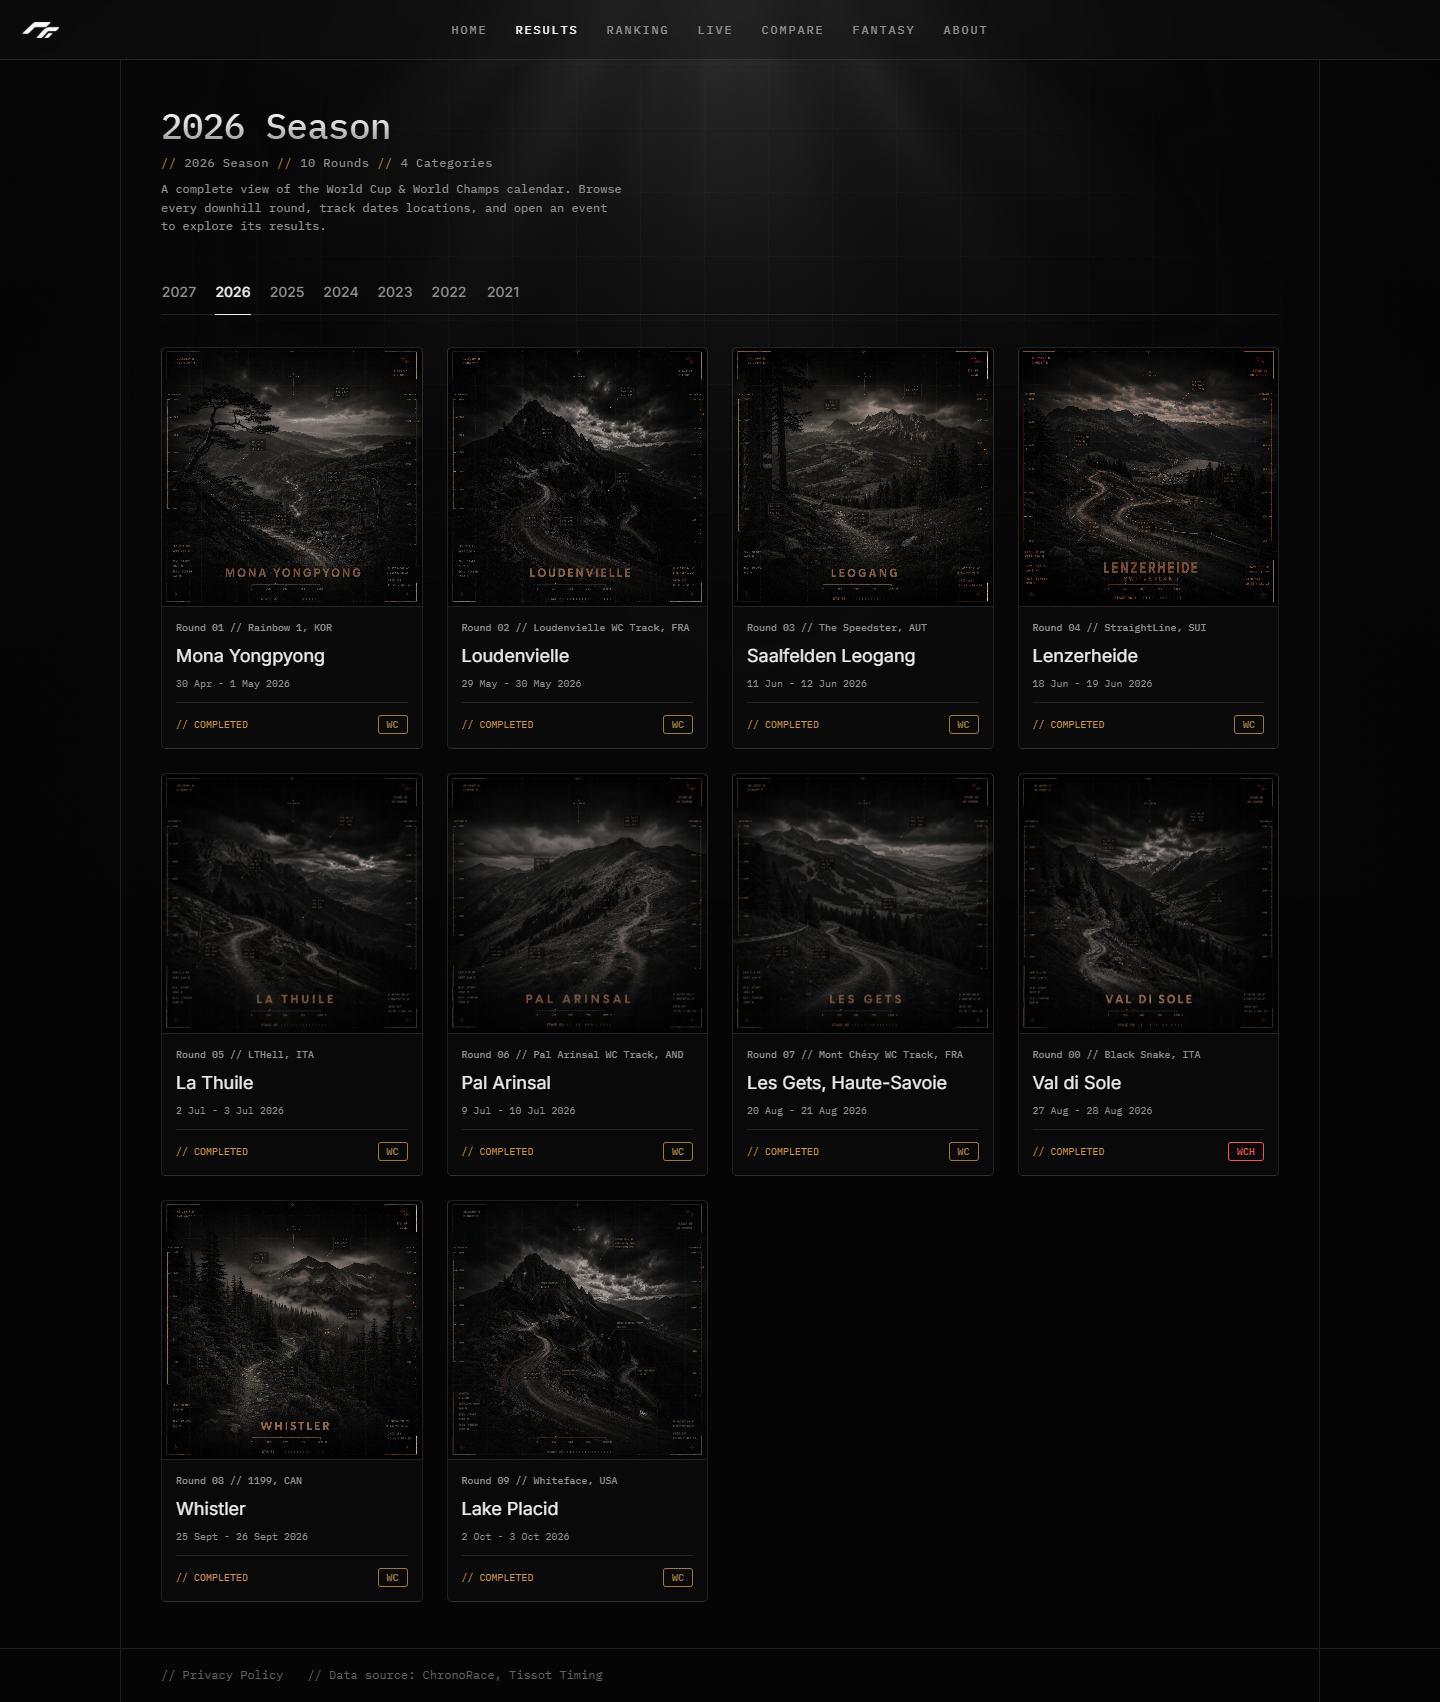 HOME RESULTS RANKING LIVE COMPARE FANTASY ABOUT
2026 Season
// 2026 Season // 10 Rounds // 4 Categories
A complete view of the World Cup & World Champs calendar. Browse
every downhill round, track dates locations, and open an event
to explore its results.
2027 2026 2025 2024 2023 2022 2021
MONA YONGPYONG
Round 01 // Rainbow 1, KOR
Mona Yongpyong
30 Apr - 1 May 2026
// COMPLETED WC
LOUDENVIELLE
Round 02 // Loudenvielle WC Track, FRA
Loudenvielle
29 May - 30 May 2026
// COMPLETED WC
LEOGANG
Round 03 // The Speedster, AUT
Saalfelden Leogang
11 Jun - 12 Jun 2026
// COMPLETED WC
LENZERHEIDE
SWITZERLAND
Round 04 // StraightLine, SUI
Lenzerheide
18 Jun - 19 Jun 2026
// COMPLETED WC
LA THUILE
Round 05 // LTHell, ITA
La Thuile
2 Jul - 3 Jul 2026
// COMPLETED WC
PAL ARINSAL
Round 06 // Pal Arinsal WC Track, AND
Pal Arinsal
9 Jul - 10 Jul 2026
// COMPLETED WC
LES GETS
Round 07 // Mont Chéry WC Track, FRA
Les Gets, Haute-Savoie
20 Aug - 21 Aug 2026
// COMPLETED WC
VAL DI SOLE
Round 00 // Black Snake, ITA
Val di Sole
27 Aug - 28 Aug 2026
// COMPLETED WCH
WHISTLER
Round 08 // 1199, CAN
Whistler
25 Sept - 26 Sept 2026
// COMPLETED WC
Round 09 // Whiteface, USA
Lake Placid
2 Oct - 3 Oct 2026
// COMPLETED WC
// Privacy Policy // Data source: ChronoRace, Tissot Timing